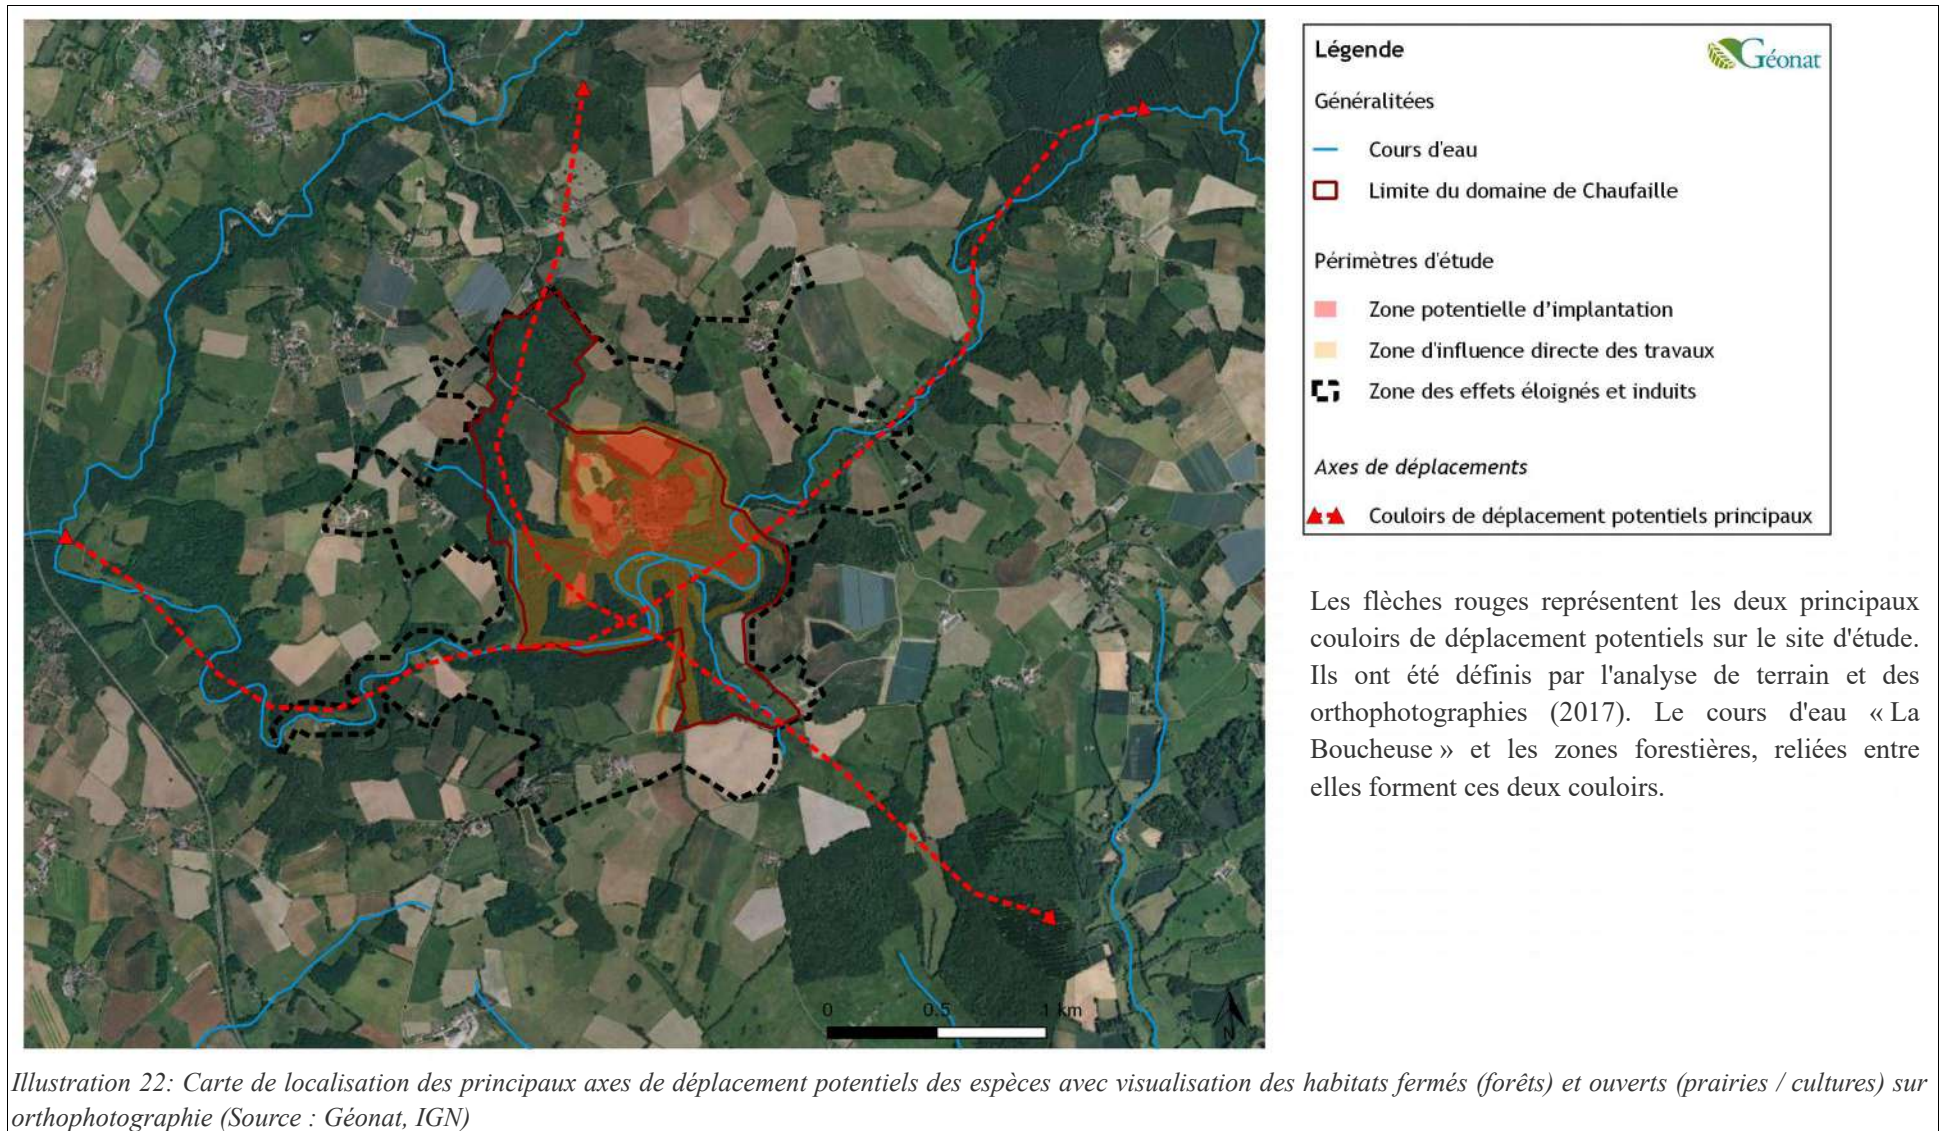 Légende
Géonat
Généralitées
Cours d'eau
Limite du domaine de Chaufaille
Périmètres d'étude
Zone potentielle d’implantation
Zone d'influence directe des travaux
Zone des effets éloignés et induits
Axes de déplacements
Couloirs de déplacement potentiels principaux
Les flèches rouges représentent les deux principaux
couloirs de déplacement potentiels sur le site d'étude.
Ils ont été définis par l'analyse de terrain et des
orthophotographies (2017). Le cours d'eau « La
Boucheuse » et les zones forestières, reliées entre
elles forment ces deux couloirs.
0 0.5 1 km
N
Illustration 22: Carte de localisation des principaux axes de déplacement potentiels des espèces avec visualisation des habitats fermés (forêts) et ouverts (prairies / cultures) sur
orthophotographie (Source : Géonat, IGN)